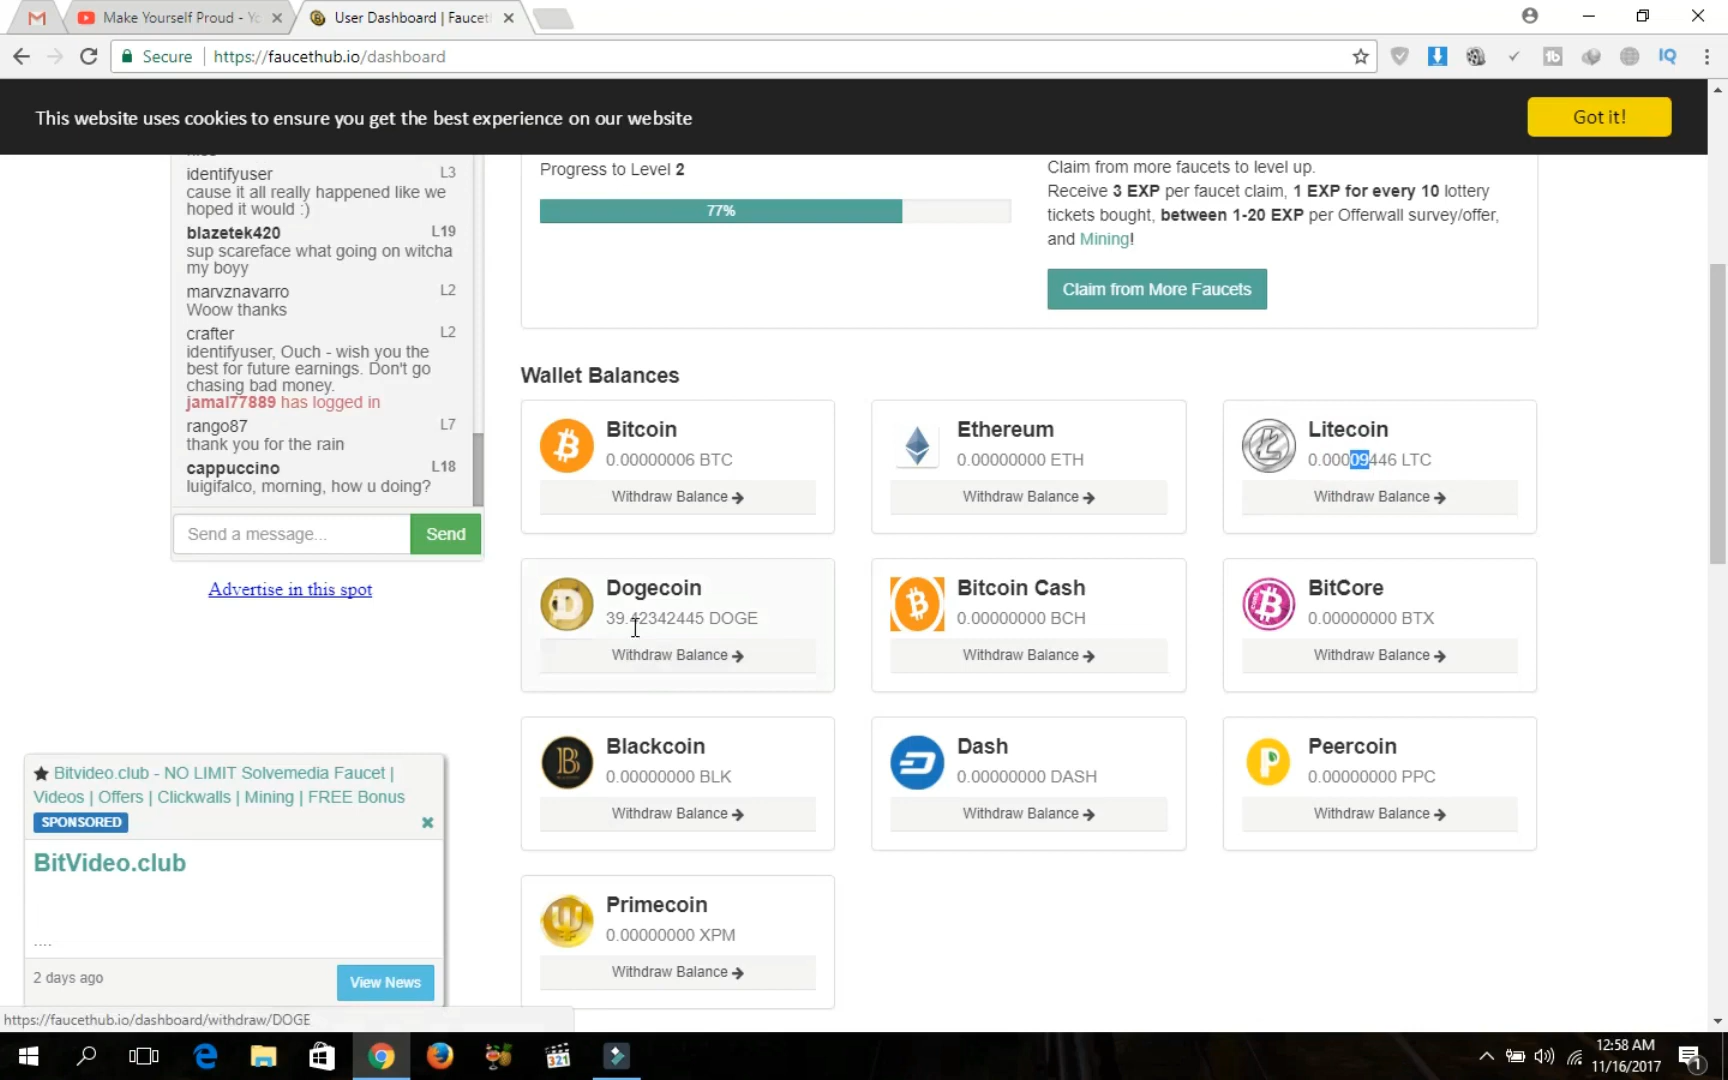 Make Yourself Proud - Yo
User Dashboard | Faucet
Secure
https://faucethub.io/dashboard
IQ
This website uses cookies to ensure you get the best experience on our website
Got it!
identifyuser L3
cause it all really happened like we
hoped it would :)
blazetek420 L19
sup scareface what going on witcha
my boyy
marvznavarro L2
Woow thanks
crafter L2
identifyuser, Ouch - wish you the
best for future earnings. Don't go
chasing bad money.
jamal77889 has logged in
rango87 L7
thank you for the rain
cappuccino L18
luigifalco, morning, how u doing?
Send a message...
Send
Advertise in this spot
Progress to Level 2
77%
Claim from more faucets to level up.
Receive 3 EXP per faucet claim, 1 EXP for every 10 lottery
tickets bought, between 1-20 EXP per Offerwall survey/offer,
and Mining!
Claim from More Faucets
Wallet Balances
Bitcoin
0.00000006 BTC
Withdraw Balance
Ethereum
0.00000000 ETH
Withdraw Balance
Litecoin
0.00009446 LTC
Withdraw Balance
Dogecoin
39.42342445 DOGE
Withdraw Balance
Bitcoin Cash
0.00000000 BCH
Withdraw Balance
BitCore
0.00000000 BTX
Withdraw Balance
Blackcoin
0.00000000 BLK
Withdraw Balance
Dash
0.00000000 DASH
Withdraw Balance
Peercoin
0.00000000 PPC
Withdraw Balance
Primecoin
0.00000000 XPM
Withdraw Balance
Bitvideo.club - NO LIMIT Solvemedia Faucet |
Videos | Offers | Clickwalls | Mining | FREE Bonus
SPONSORED
BitVideo.club
....
2 days ago
View News
https://faucethub.io/dashboard/withdraw/DOGE
321
12:58 AM
11/16/2017
1